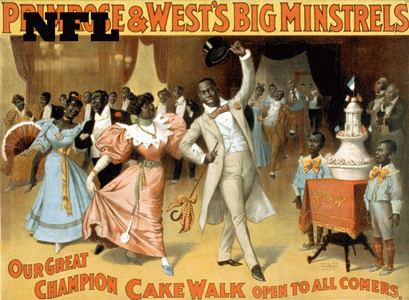 PRIMROSE & WEST'S BIG MINSTRELS
NFL
P&W
OUR GREAT
CHAMPION CAKE WALK OPEN TO ALL COMERS.